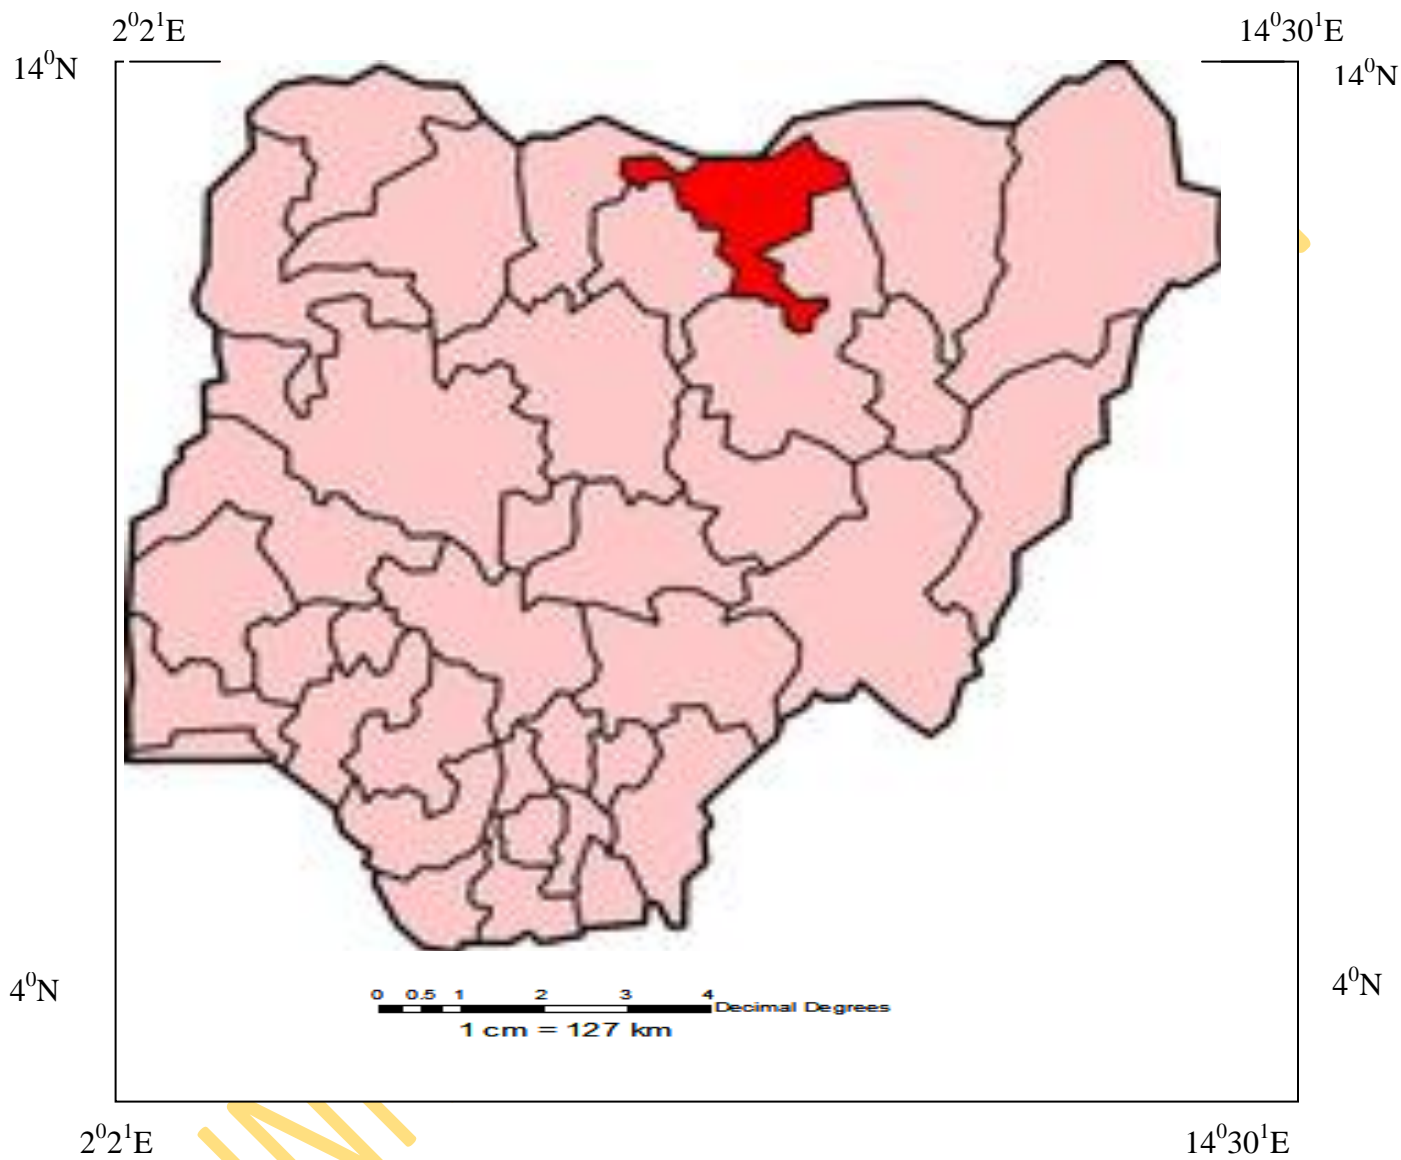 2⁰2¹E 14⁰30¹E
14⁰N 14⁰N
4⁰N 4⁰N
0 0.5 1 2 3 4 Decimal Degrees
1 cm = 127 km
2⁰2¹E 14⁰30¹E